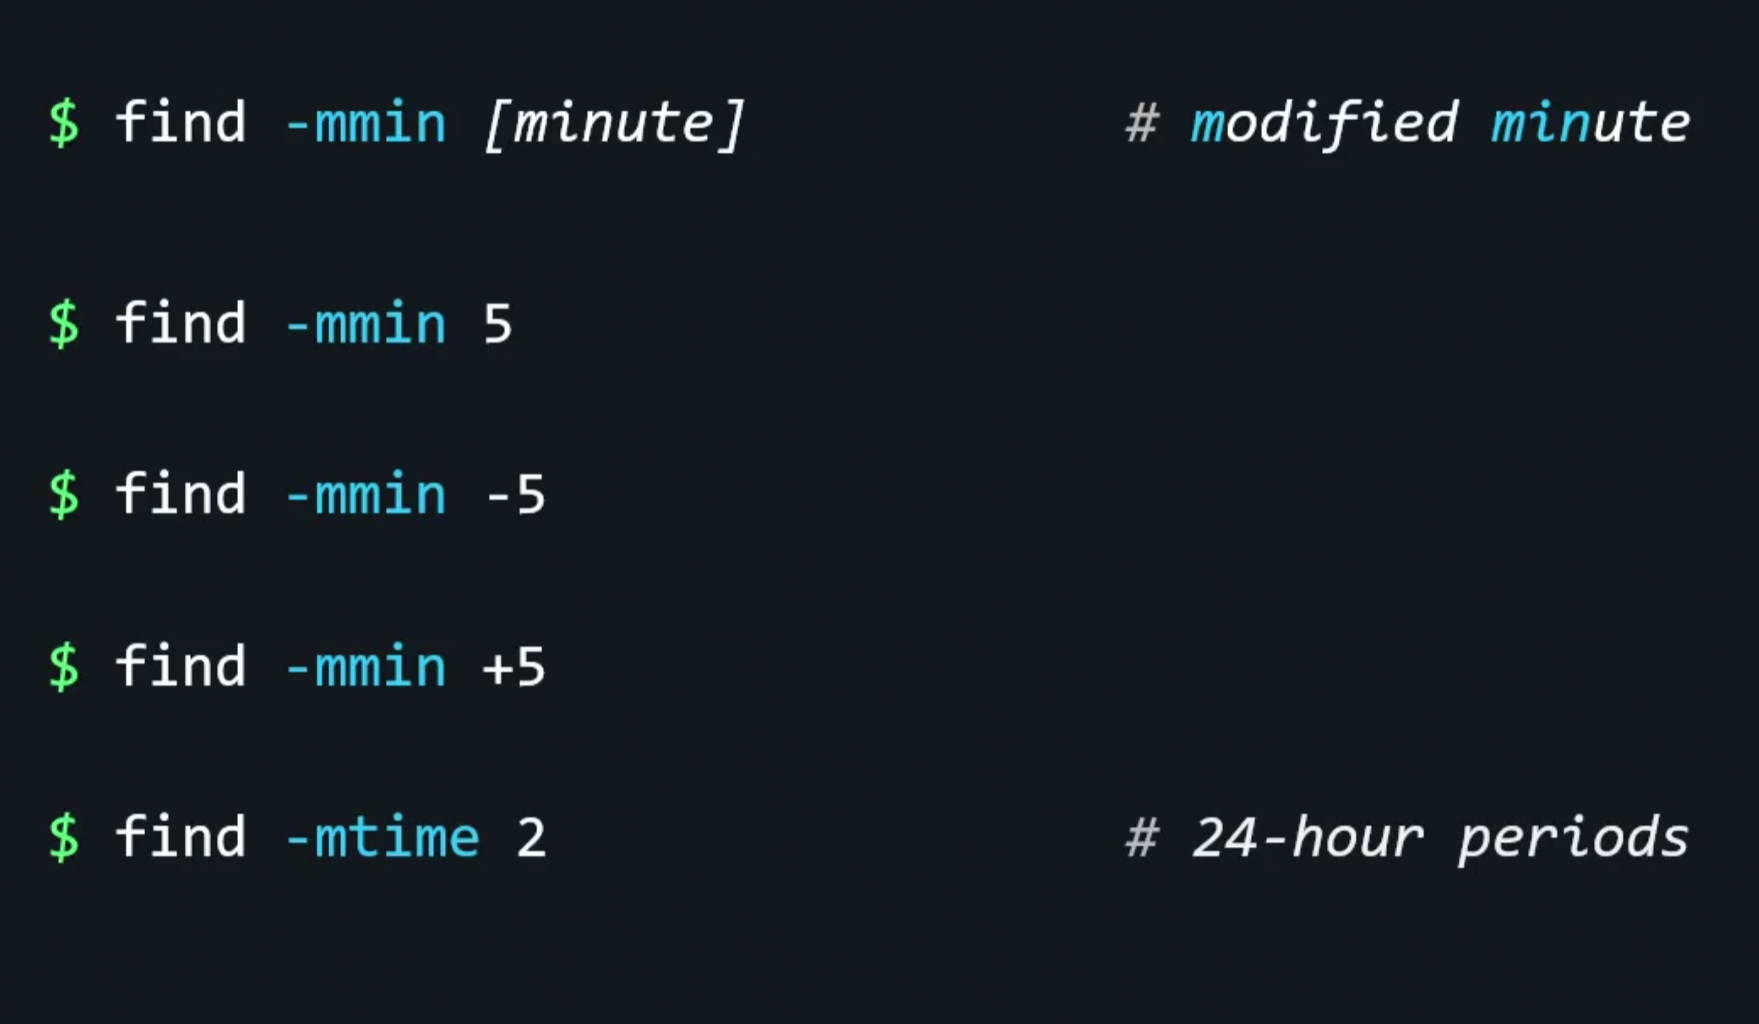 $ find -mmin [minute] # modified minute
$ find -mmin 5
$ find -mmin -5
$ find -mmin +5
$ find -mtime 2 # 24-hour periods